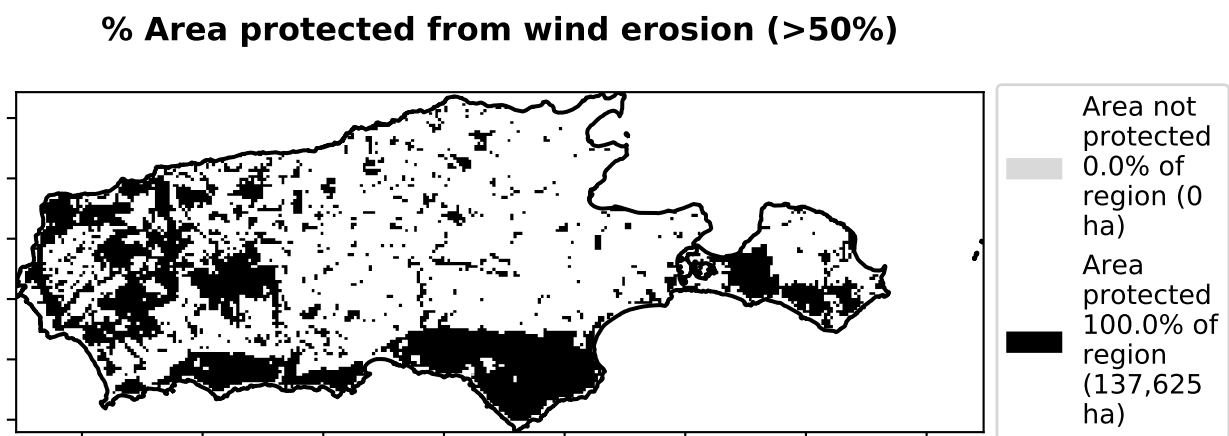 % Area protected from wind erosion (>50%)
Area not
protected
0.0% of
region (0
ha)
Area
protected
100.0% of
region
(137,625
ha)